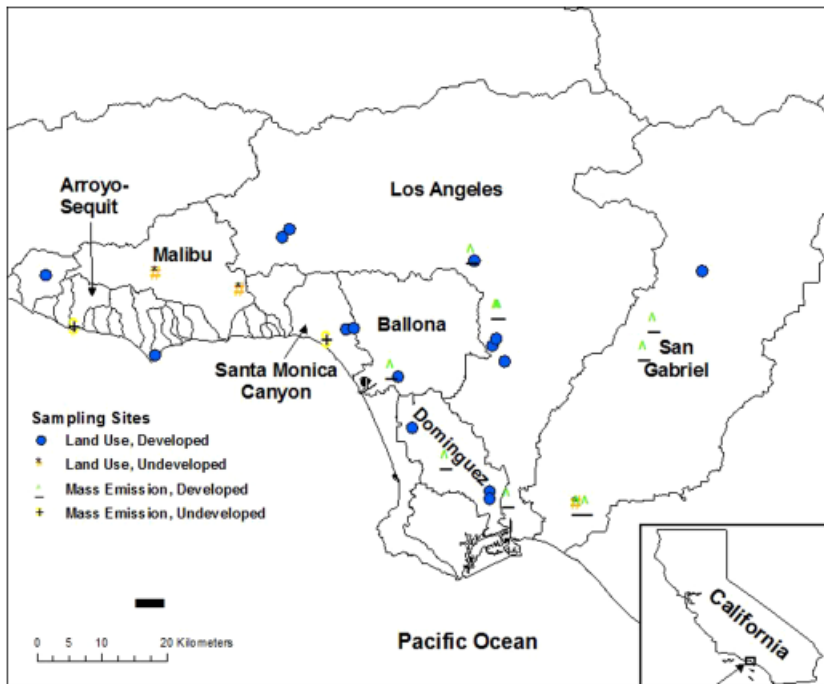 Arroyo-
Sequit
Los Angeles
Malibu
Ballona
Santa Monica
Canyon
San
Gabriel
Dominguez
Sampling Sites
Land Use, Developed
Land Use, Undeveloped
Mass Emission, Developed
Mass Emission, Undeveloped
0 5 10 20 Kilometers
Pacific Ocean
California